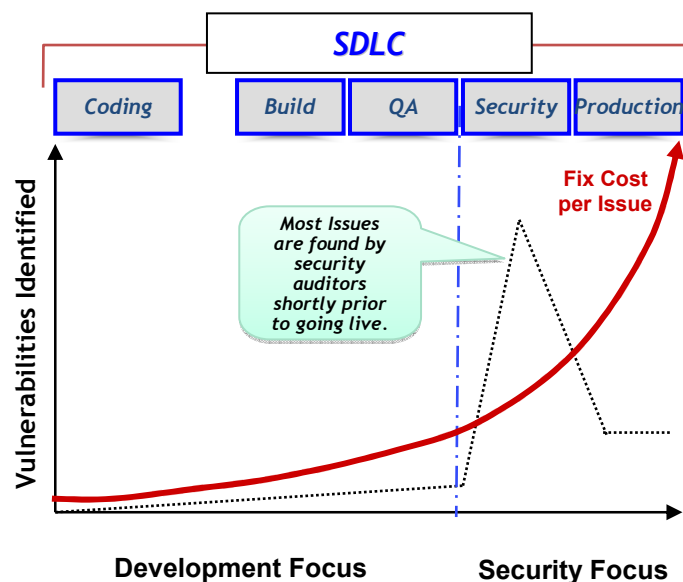 SDLC
Coding
Build
QA
Security
Production
Fix Cost
per Issue
Most Issues
are found by
security
auditors
shortly prior
to going live.
Vulnerabilities Identified
Development Focus
Security Focus